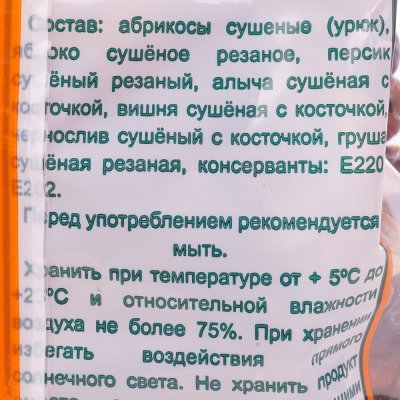 Состав: абрикосы сушеные (урюк),
яблоко сушёное резаное, персик
сушёный резаный, алыча сушёная с
косточкой, вишня сушёная с косточкой,
чернослив сушёный с косточкой, груша
сушёная резаная, консерванты: Е220
Е202.
Перед употреблением рекомендуется
мыть.
Хранить при температуре от + 5ºС до
+25ºС и относительной влажности
воздуха не более 75%. При хранении
избегать воздействия прямого
солнечного света. Не хранить продукт